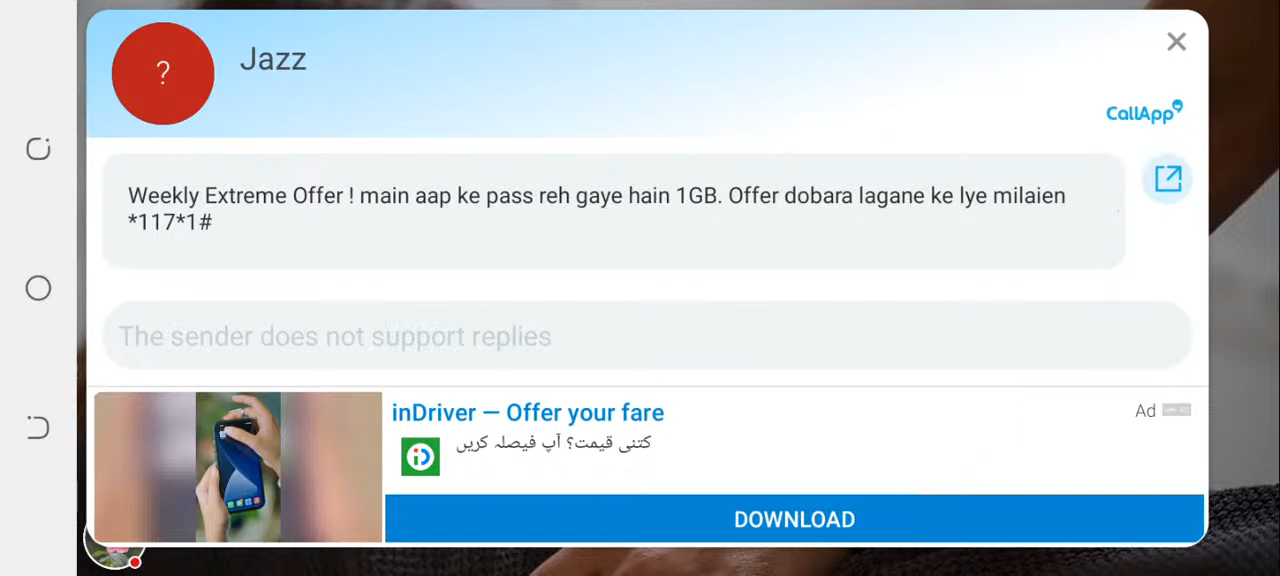 ?
Jazz
CallApp
Weekly Extreme Offer ! main aap ke pass reh gaye hain 1GB. Offer dobara lagane ke lye milaien
*117*1#
The sender does not support replies
inDriver — Offer your fare
Ad
کتنی قیمت؟ آپ فیصلہ کریں
iD
DOWNLOAD